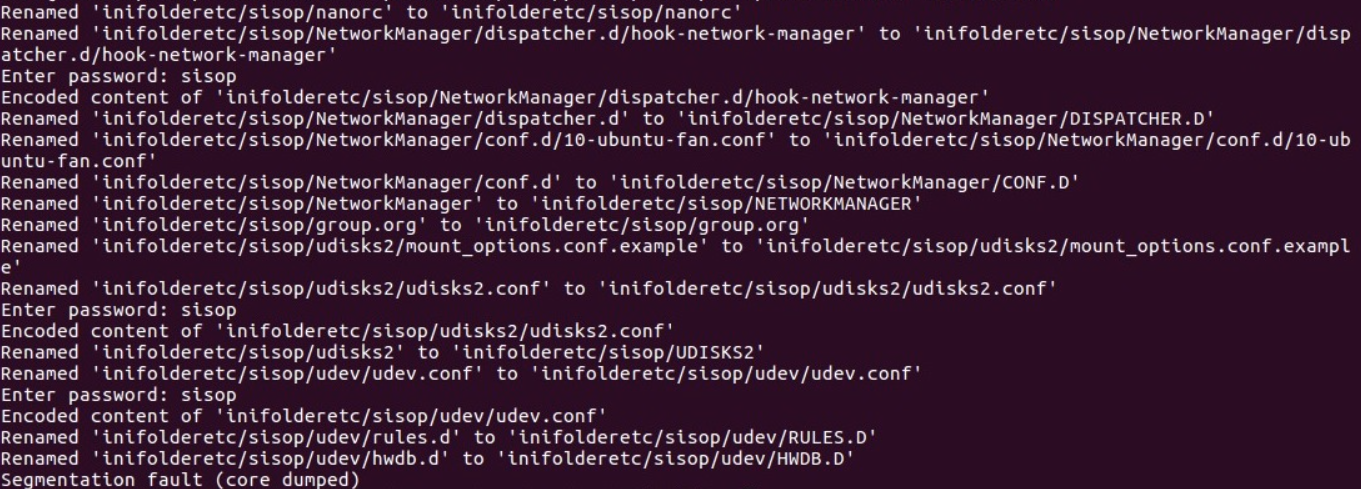 Renamed 'inifolderetc/sisop/nanorc' to 'inifolderetc/sisop/nanorc'
Renamed 'inifolderetc/sisop/NetworkManager/dispatcher.d/hook-network-manager' to 'inifolderetc/sisop/NetworkManager/disp
atcher.d/hook-network-manager'
Enter password: sisop
Encoded content of 'inifolderetc/sisop/NetworkManager/dispatcher.d/hook-network-manager'
Renamed 'inifolderetc/sisop/NetworkManager/dispatcher.d' to 'inifolderetc/sisop/NetworkManager/DISPATCHER.D'
Renamed 'inifolderetc/sisop/NetworkManager/conf.d/10-ubuntu-fan.conf' to 'inifolderetc/sisop/NetworkManager/conf.d/10-ub
untu-fan.conf'
Renamed 'inifolderetc/sisop/NetworkManager/conf.d' to 'inifolderetc/sisop/NetworkManager/CONF.D'
Renamed 'inifolderetc/sisop/NetworkManager' to 'inifolderetc/sisop/NETWORKMANAGER'
Renamed 'inifolderetc/sisop/group.org' to 'inifolderetc/sisop/group.org'
Renamed 'inifolderetc/sisop/udisks2/mount_options.conf.example' to 'inifolderetc/sisop/udisks2/mount_options.conf.exampl
e'
Renamed 'inifolderetc/sisop/udisks2/udisks2.conf' to 'inifolderetc/sisop/udisks2/udisks2.conf'
Enter password: sisop
Encoded content of 'inifolderetc/sisop/udisks2/udisks2.conf'
Renamed 'inifolderetc/sisop/udisks2' to 'inifolderetc/sisop/UDISKS2'
Renamed 'inifolderetc/sisop/udev/udev.conf' to 'inifolderetc/sisop/udev/udev.conf'
Enter password: sisop
Encoded content of 'inifolderetc/sisop/udev/udev.conf'
Renamed 'inifolderetc/sisop/udev/rules.d' to 'inifolderetc/sisop/udev/RULES.D'
Renamed 'inifolderetc/sisop/udev/hwdb.d' to 'inifolderetc/sisop/udev/HWDB.D'
Segmentation fault (core dumped)